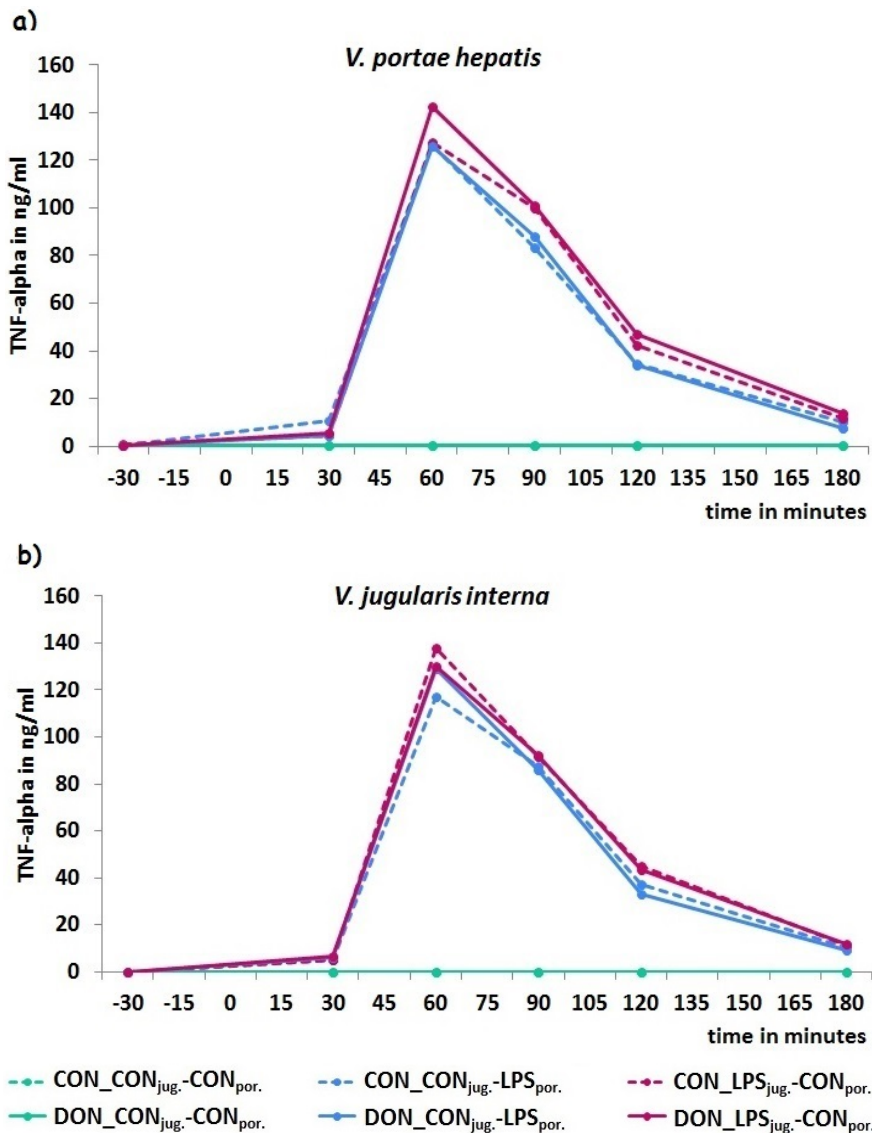 a)
V. portae hepatis
TNF-alpha in ng/ml
160
140
120
100
80
60
40
20
0
-30 -15 0 30 45 60 75 90 105 120 135 150 165 180
time in minutes
b)
V. jugularis interna
TNF-alpha in ng/ml
160
140
120
100
80
60
40
20
0
-30 -15 0 30 45 60 75 90 105 120 135 150 165 180
time in minutes
CON_CONjug.-CONpor. CON_CONjug.-LPSpor. CON_LPSjug.-CONpor.
DON_CONjug.-CONpor. DON_CONjug.-LPSpor. DON_LPSjug.-CONpor.